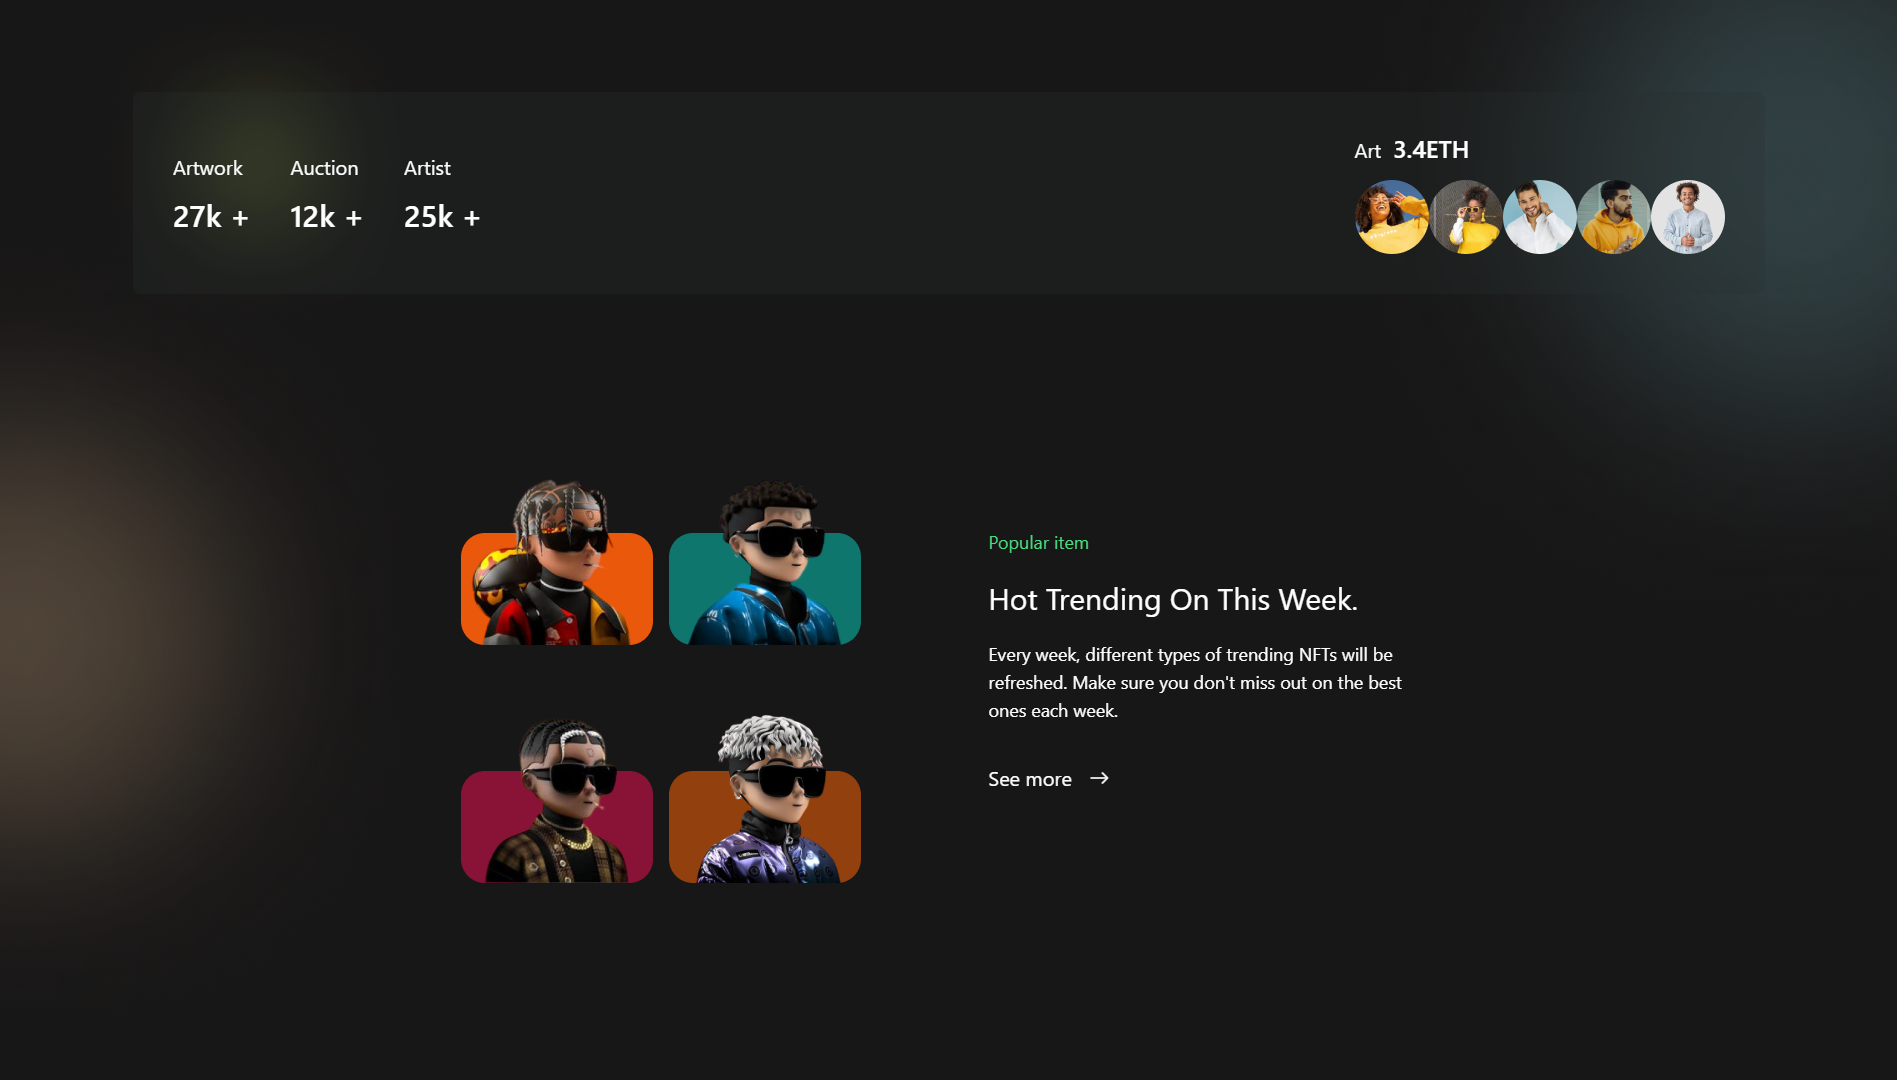 Artwork
27k +
Auction
12k +
Artist
25k +
Art 3.4ETH
Popular item
Hot Trending On This Week.
Every week, different types of trending NFTs will be
refreshed. Make sure you don't miss out on the best
ones each week.
See more